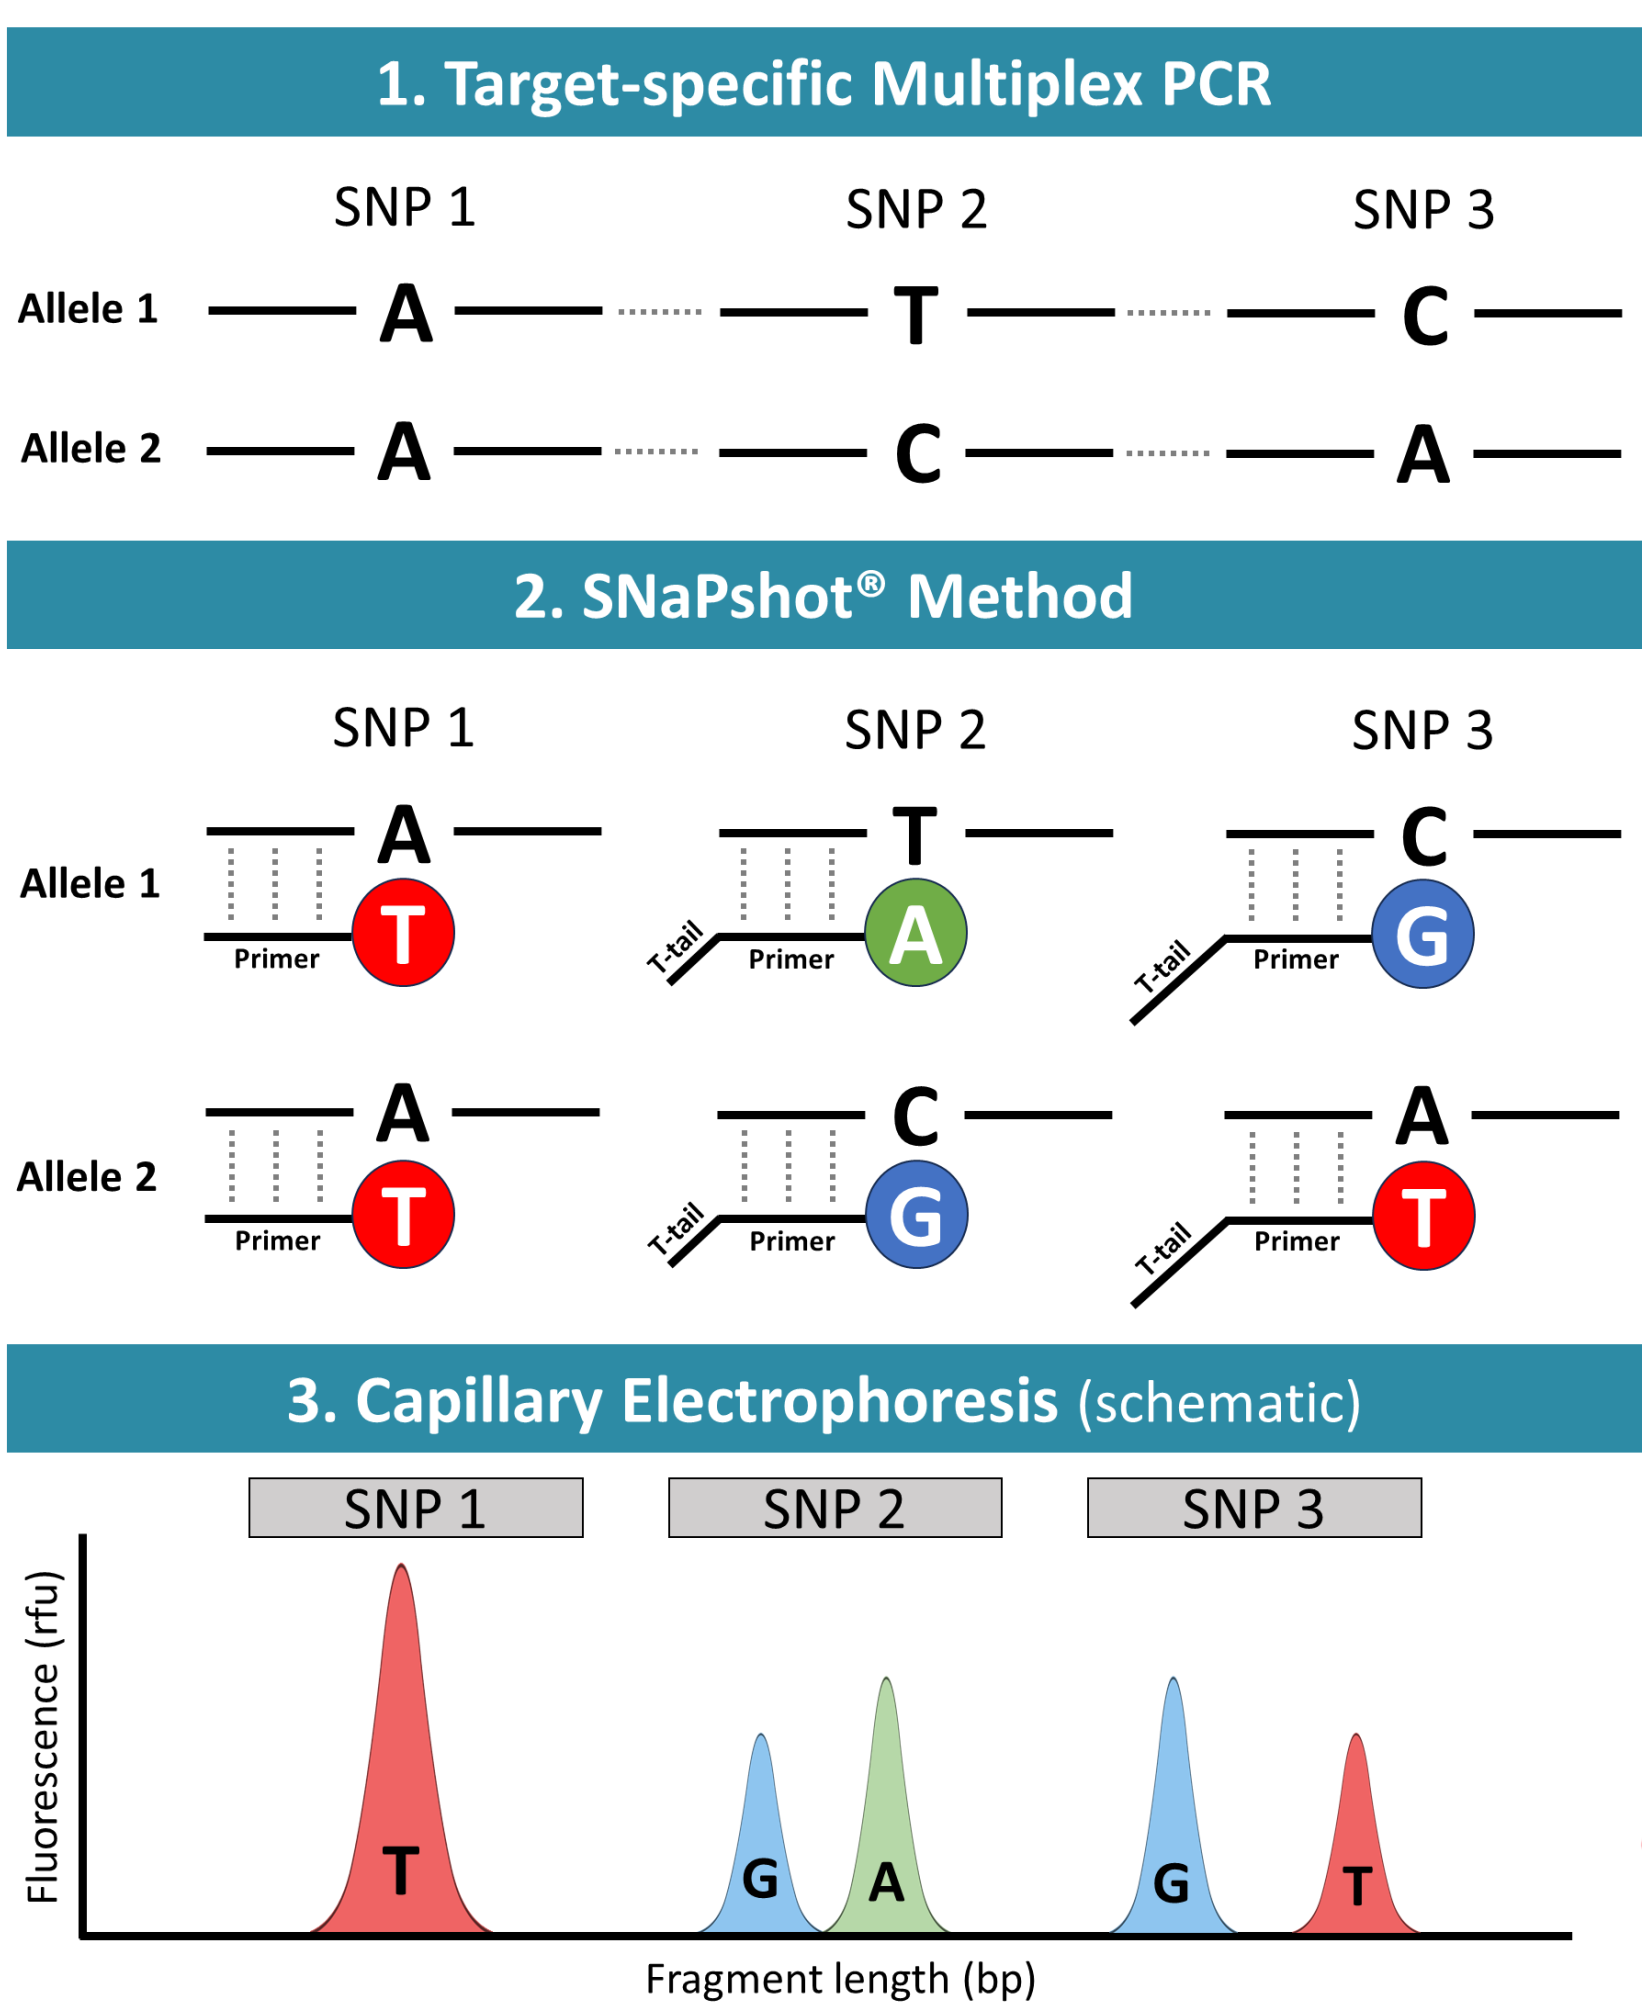 1. Target-specific Multiplex PCR
SNP 1 SNP 2 SNP 3
Allele 1 A T C
Allele 2 A C A
2. SNaPshot® Method
SNP 1 SNP 2 SNP 3
A T C
Allele 1
T A G
Primer T-tail Primer T-tail Primer
A C A
Allele 2
T G T
Primer T-tail Primer T-tail Primer
3. Capillary Electrophoresis (schematic)
SNP 1 SNP 2 SNP 3
Fluorescence (rfu)
T G A G T
Fragment length (bp)